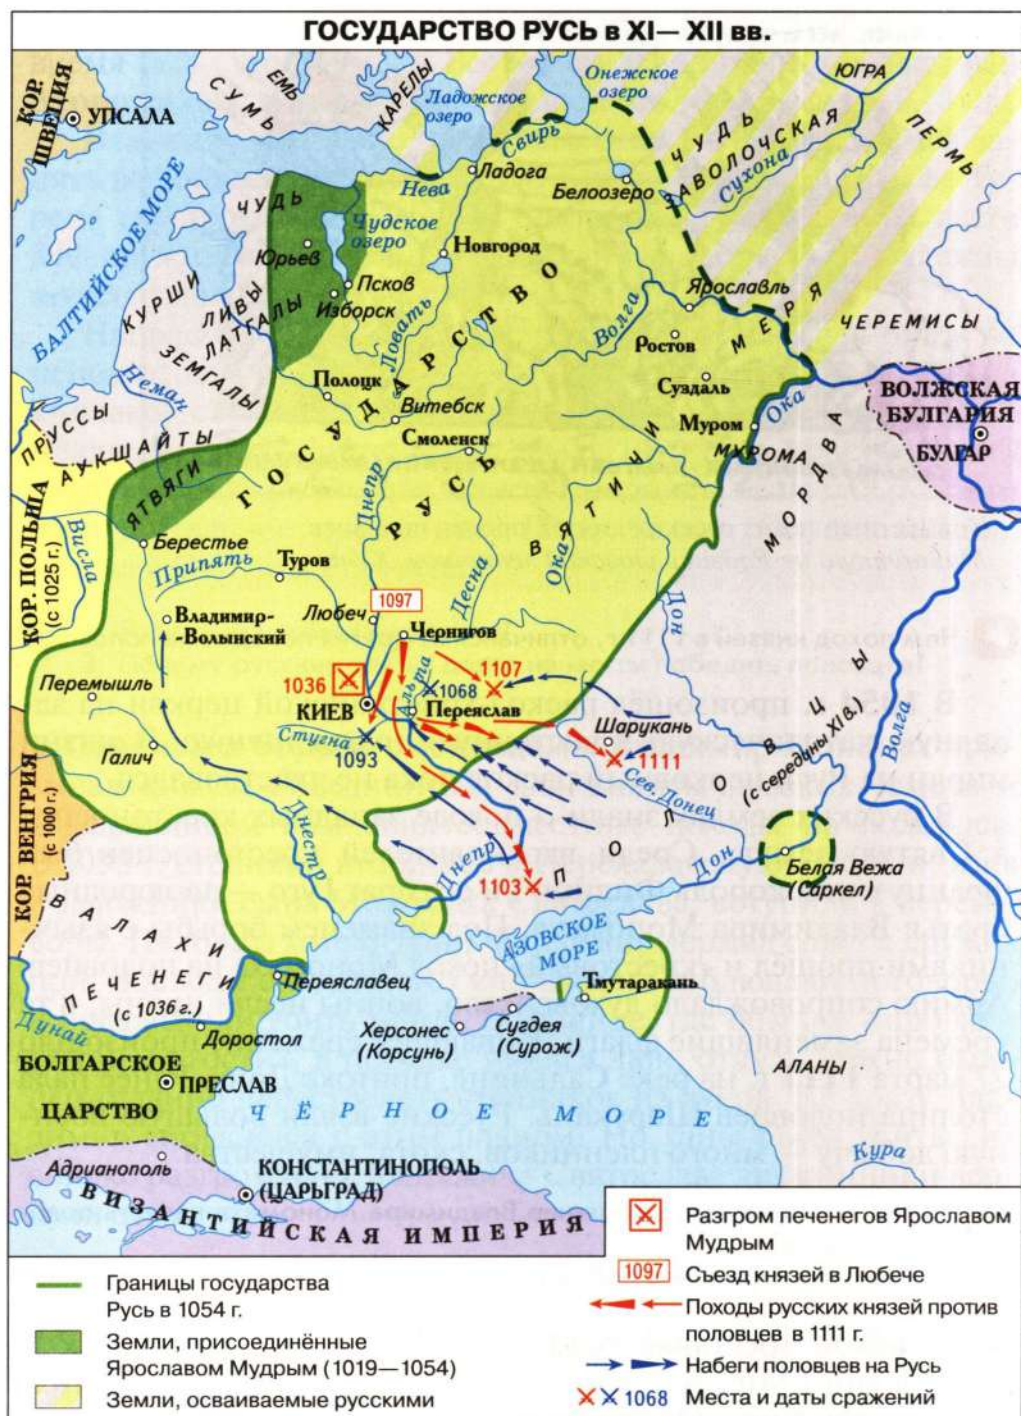 ГОСУДАРСТВО РУСЬ в XI— XII вв.
КОР. ШВЕЦИЯ
УПСАЛА
СУМЬ
ЕМЬ
КАРЕЛЫ
Ладожское
озеро
Онежское
озеро
ЮГРА
ПЕРМЬ
ЧУДЬ
ЗАВОЛОЧСКАЯ
Сухона
Свирь
Ладога
Нева
Белоозеро
БАЛТИЙСКОЕ МОРЕ
ЧУДЬ
Чудское
озеро
Юрьев
Новгород
Псков
Изборск
КУРШИ
ЛИВЫ
ЛАТГАЛЫ
ЗЕМГАЛЫ
Ловать
Волга
Ярославль
МЕРЯ
ЧЕРЕМИСЫ
Ростов
Суздаль
Неман
Полоцк
Витебск
Смоленск
Муром
Ока
МУРОМА
ВОЛЖСКАЯ
БУЛГАРИЯ
БУЛГАР
ПРУССЫ
АУКШАЙТЫ
ЯТВЯГИ
ГОСУДАРСТВО
РУСЬ
Днепр
ВЯТИЧИ
МОРДВА
КОР. ПОЛЬША
(с 1025 г.)
Висла
Берестье
Припять
Туров
Десна
Ока
Дон
Любеч
1097
Владимир-
-Волынский
Чернигов
Перемышль
1036
КИЕВ
Альта
1068
1107
Переяслав
Стугна
1093
Галич
Шарукань
1111
Сев. Донец
ПОЛОВЦЫ
(с середины XI в.)
Волга
КОР. ВЕНГРИЯ
(с 1000 г.)
Днестр
Днепр
1103
Дон
Белая Вежа
(Саркел)
ВАЛАХИ
ПЕЧЕНЕГИ
(с 1036 г.)
АЗОВСКОЕ
МОРЕ
Переяславец
Тмутаракань
Дунай
Доростол
Херсонес
(Корсунь)
Сугдея
(Сурож)
БОЛГАРСКОЕ
ЦАРСТВО
ПРЕСЛАВ
АЛАНЫ
ЧЁРНОЕ МОРЕ
Адрианополь
КОНСТАНТИНОПОЛЬ
(ЦАРЬГРАД)
ВИЗАНТИЙСКАЯ ИМПЕРИЯ
Кура
Разгром печенегов Ярославом
Мудрым
1097 Съезд князей в Любече
Походы русских князей против
половцев в 1111 г.
Набеги половцев на Русь
1068 Места и даты сражений
Границы государства
Русь в 1054 г.
Земли, присоединённые
Ярославом Мудрым (1019—1054)
Земли, осваиваемые русскими